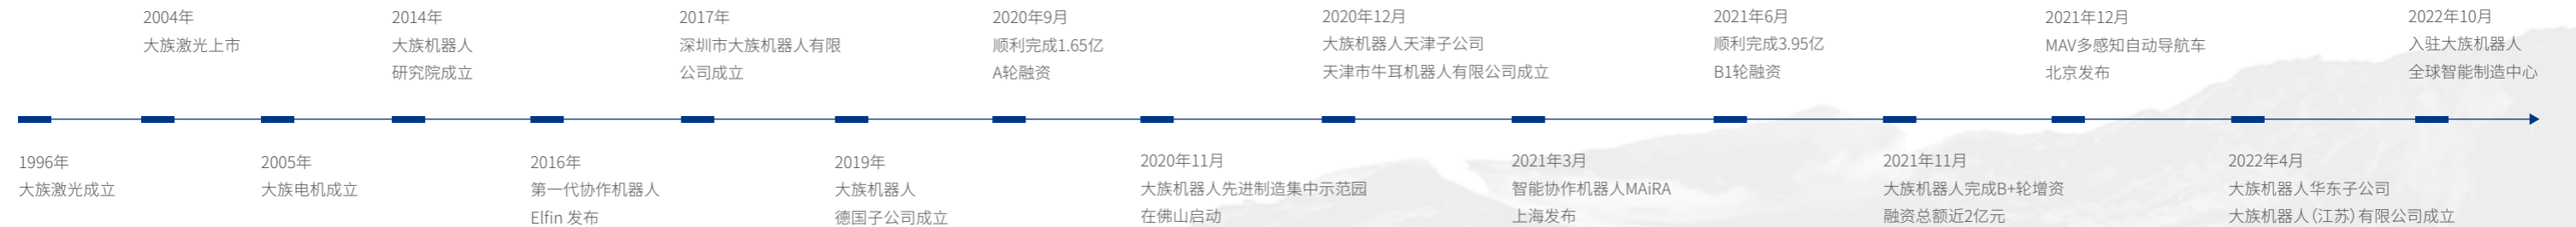 2004年
大族激光上市
2014年
大族机器人
研究院成立
2017年
深圳市大族机器人有限
公司成立
2020年9月
顺利完成1.65亿
A轮融资
2020年12月
大族机器人天津子公司
天津市牛耳机器人有限公司成立
2021年6月
顺利完成3.95亿
B1轮融资
2021年12月
MAV多感知自动导航车
北京发布
2022年10月
入驻大族机器人
全球智能制造中心
1996年
大族激光成立
2005年
大族电机成立
2016年
第一代协作机器人
Elfin 发布
2019年
大族机器人
德国子公司成立
2020年11月
大族机器人先进制造集中示范园
在佛山启动
2021年3月
智能协作机器人MAiRA
上海发布
2021年11月
大族机器人完成B+轮增资
融资总额近2亿元
2022年4月
大族机器人华东子公司
大族机器人（江苏）有限公司成立